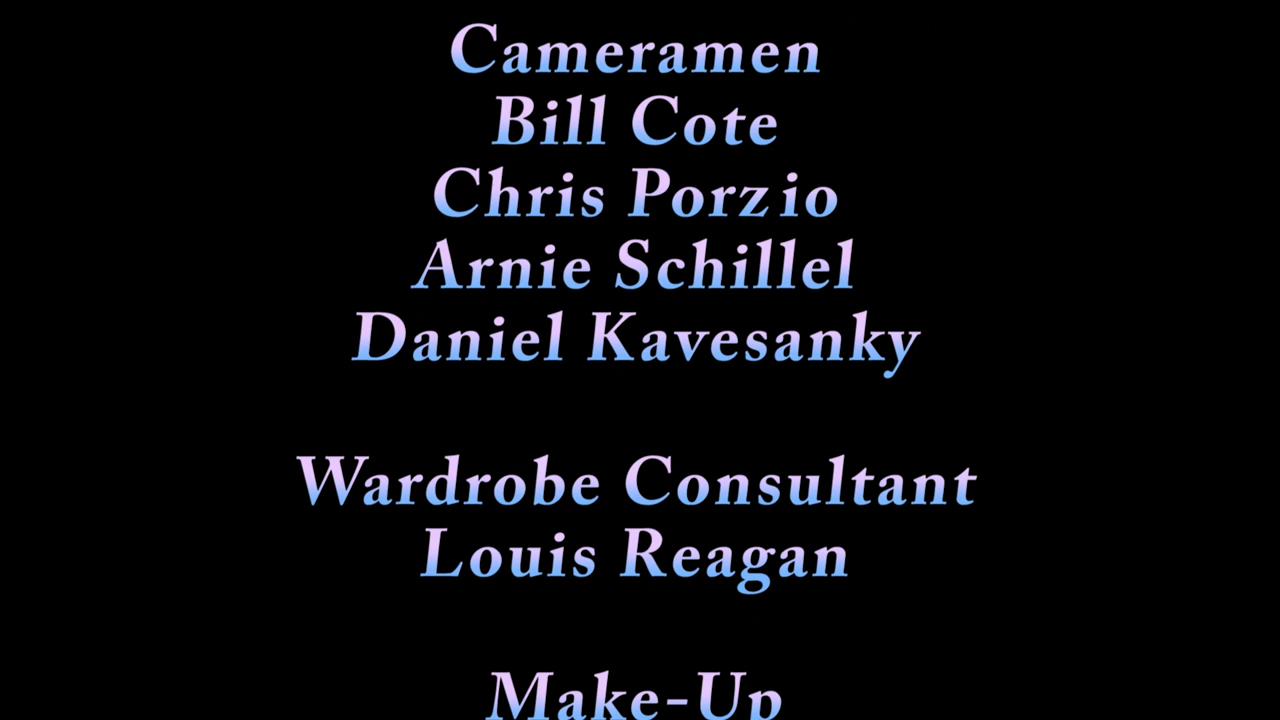 Cameramen
Bill Cote
Chris Porzio
Arnie Schillel
Daniel Kavesanky
Wardrobe Consultant
Louis Reagan
Make-Up